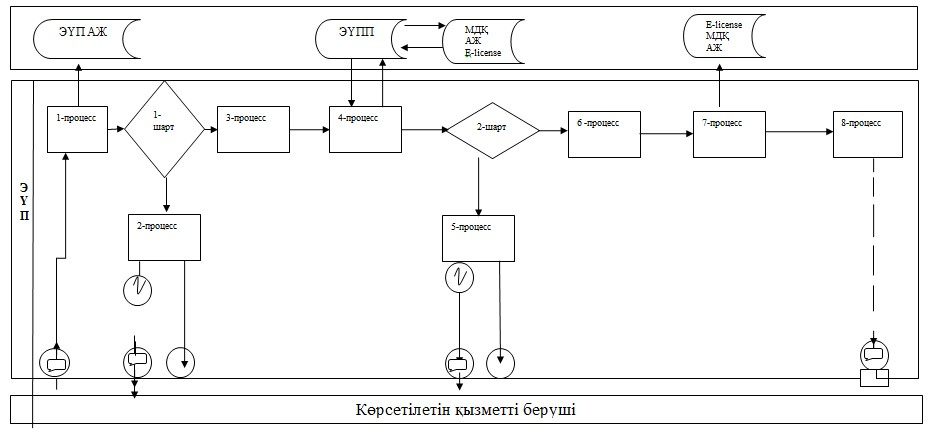 ЭҮП АЖ
ЭҮПП
МДҚ
АЖ
E-license
E-license
МДҚ
АЖ
1-процесс
1-
шарт
3-процесс
4-процесс
2-шарт
6-процесс
7-процесс
8-процесс
Э
Ү
П
2-процесс
5-процесс
Көрсетілетін қызметті беруші